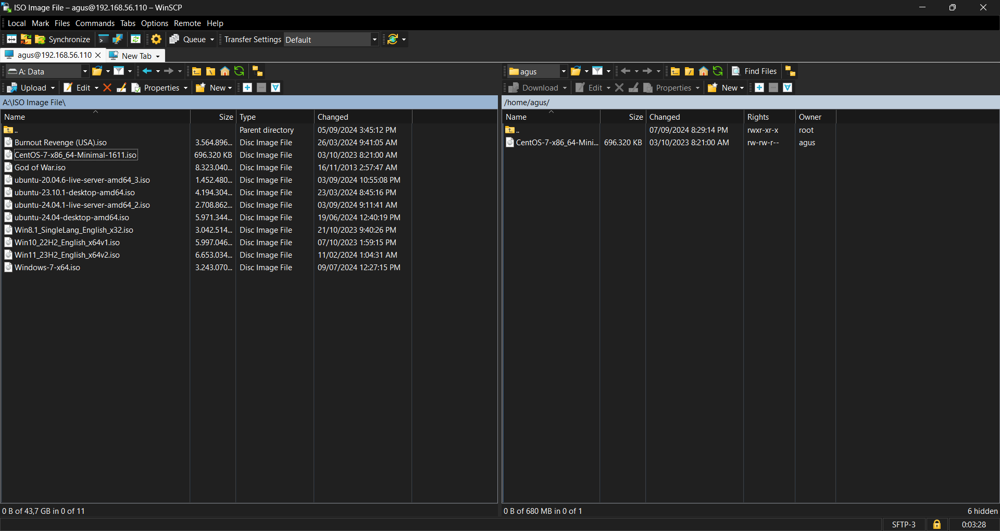 ISO Image File – agus@192.168.56.110 – WinSCP
Local Mark Files Commands Tabs Options Remote Help
Synchronize Queue Transfer Settings Default
agus@192.168.56.110 New Tab
A: Data
Upload Edit Properties New
A:\ISO Image File\
Name Size Type Changed
.. Parent directory 05/09/2024 3:45:12 PM
Burnout Revenge (USA).iso 3.564.896... Disc Image File 26/03/2024 9:41:05 AM
CentOS-7-x86_64-Minimal-1611.iso 696.320 KB Disc Image File 03/10/2023 8:21:00 AM
God of War.iso 8.323.040... Disc Image File 16/11/2013 2:57:47 AM
ubuntu-20.04.6-live-server-amd64_3.iso 1.452.480... Disc Image File 03/09/2024 10:55:08 PM
ubuntu-23.10.1-desktop-amd64.iso 4.194.304... Disc Image File 23/03/2024 8:45:16 PM
ubuntu-24.04.1-live-server-amd64_2.iso 2.708.862... Disc Image File 03/09/2024 9:11:41 AM
ubuntu-24.04-desktop-amd64.iso 5.971.344... Disc Image File 19/06/2024 12:40:19 PM
Win8.1_SingleLang_English_x32.iso 3.042.514... Disc Image File 21/10/2023 9:40:26 PM
Win10_22H2_English_x64v1.iso 5.997.046... Disc Image File 07/10/2023 1:59:15 PM
Win11_23H2_English_x64v2.iso 6.653.034... Disc Image File 11/02/2024 1:04:31 AM
Windows-7-x64.iso 3.243.070... Disc Image File 09/07/2024 12:27:15 PM
0 B of 43,7 GB in 0 of 11
agus Find Files
Download Edit Properties New
/home/agus/
Name Size Changed Rights Owner
.. 07/09/2024 8:29:14 PM rwxr-xr-x root
CentOS-7-x86_64-Mini... 696.320 KB 03/10/2023 8:21:00 AM rw-rw-r-- agus
0 B of 680 MB in 0 of 1 6 hidden
SFTP-3 0:03:28